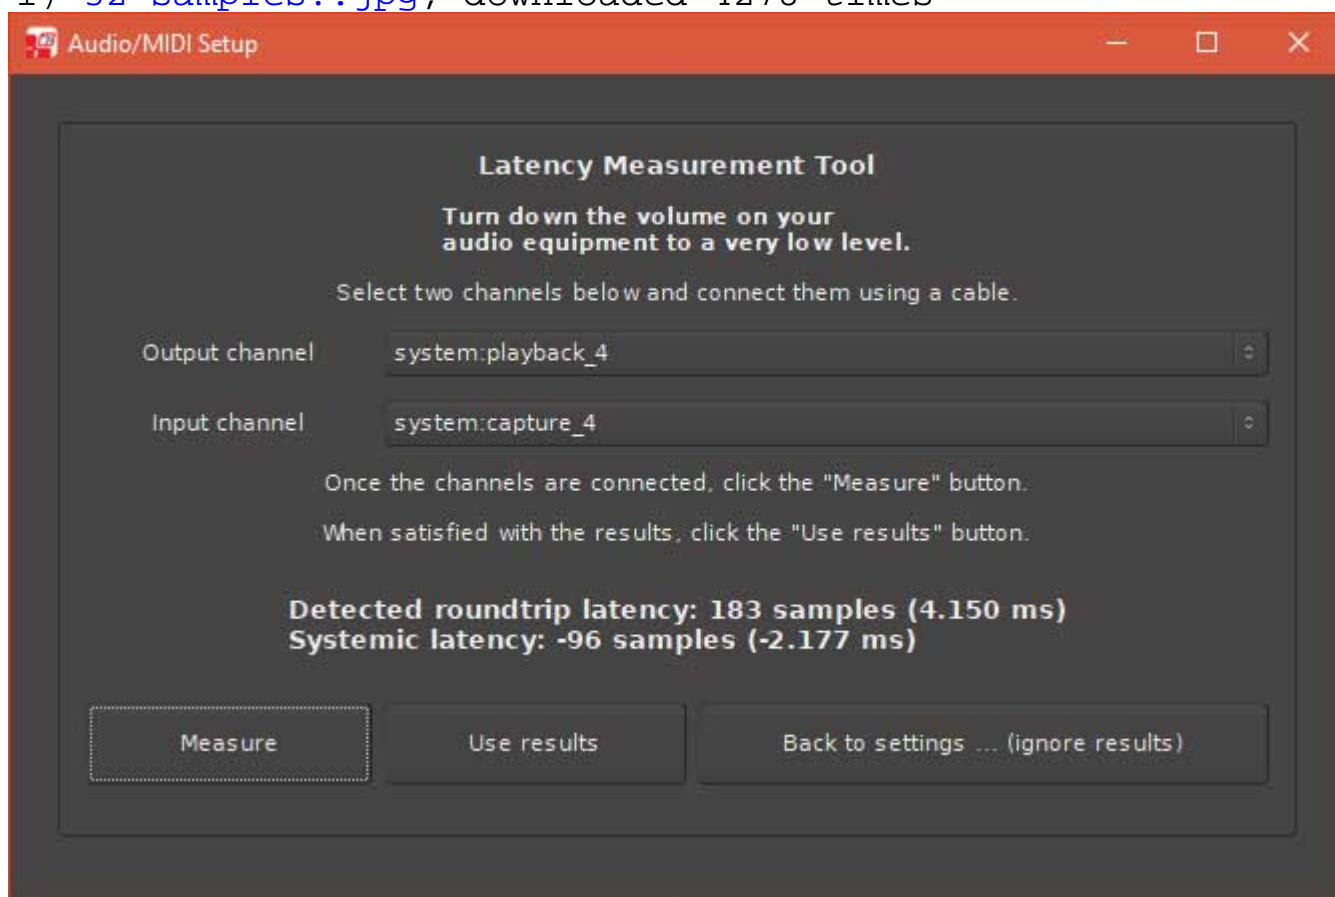 Audio/MIDI Setup
Latency Measurement Tool
Turn down the volume on your
audio equipment to a very low level.
Select two channels below and connect them using a cable.
Output channel system:playback_4
Input channel system:capture_4
Once the channels are connected, click the "Measure" button.
When satisfied with the results, click the "Use results" button.
Detected roundtrip latency: 183 samples (4.150 ms)
Systemic latency: -96 samples (-2.177 ms)
Measure Use results Back to settings ... (ignore results)